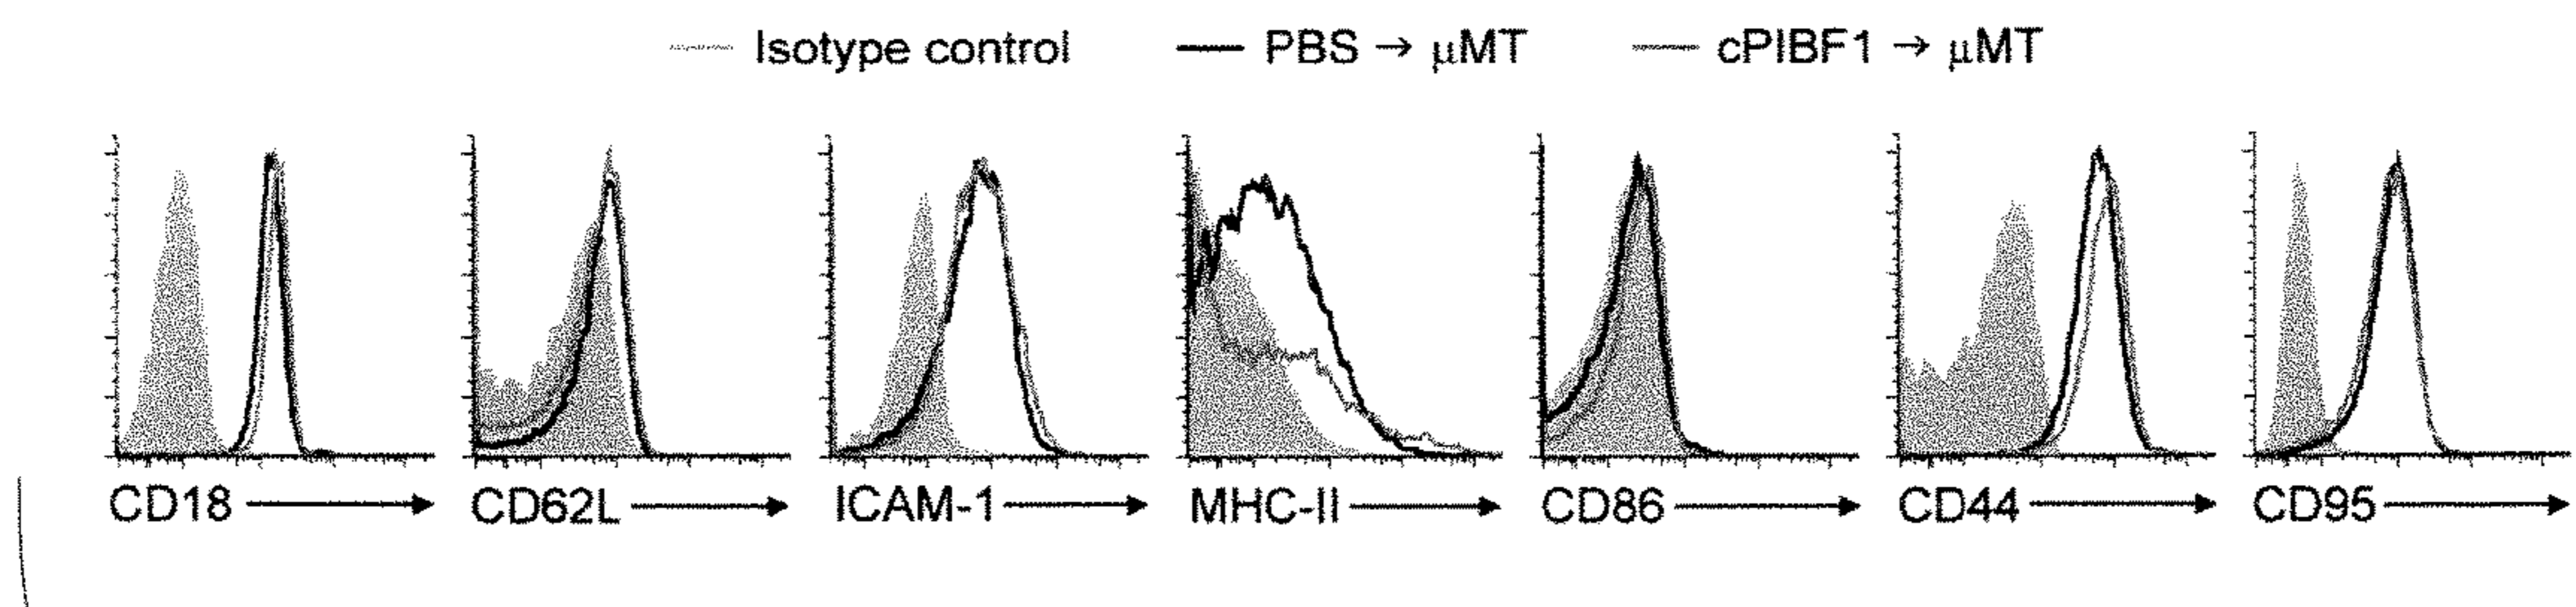 Isotype control PBS → μMT cPIBF1 → μMT
CD18 CD62L ICAM-1 MHC-II CD86 CD44 CD95